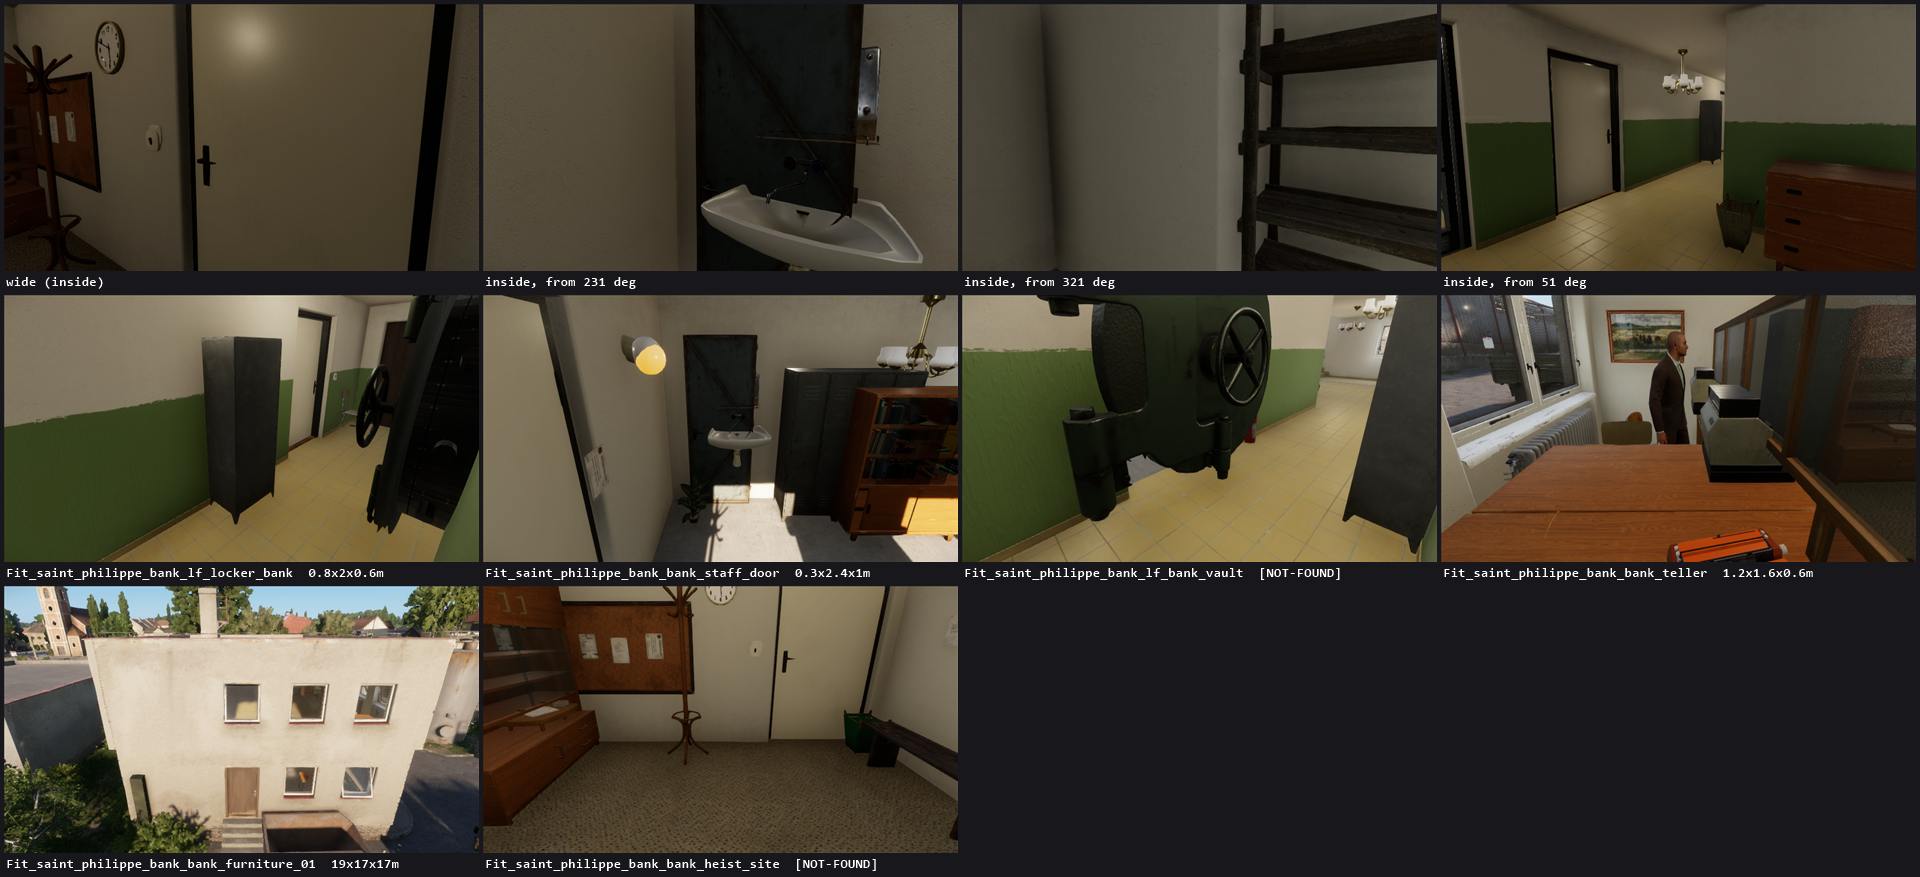 wide (inside)
inside, from 231 deg
inside, from 321 deg
inside, from 51 deg
Fit_saint_philippe_bank_lf_locker_bank 0.8x2x0.6m
Fit_saint_philippe_bank_bank_staff_door 0.3x2.4x1m
Fit_saint_philippe_bank_lf_bank_vault [NOT-FOUND]
Fit_saint_philippe_bank_bank_teller 1.2x1.6x0.6m
Fit_saint_philippe_bank_bank_furniture_01 19x17x17m
Fit_saint_philippe_bank_bank_heist_site [NOT-FOUND]